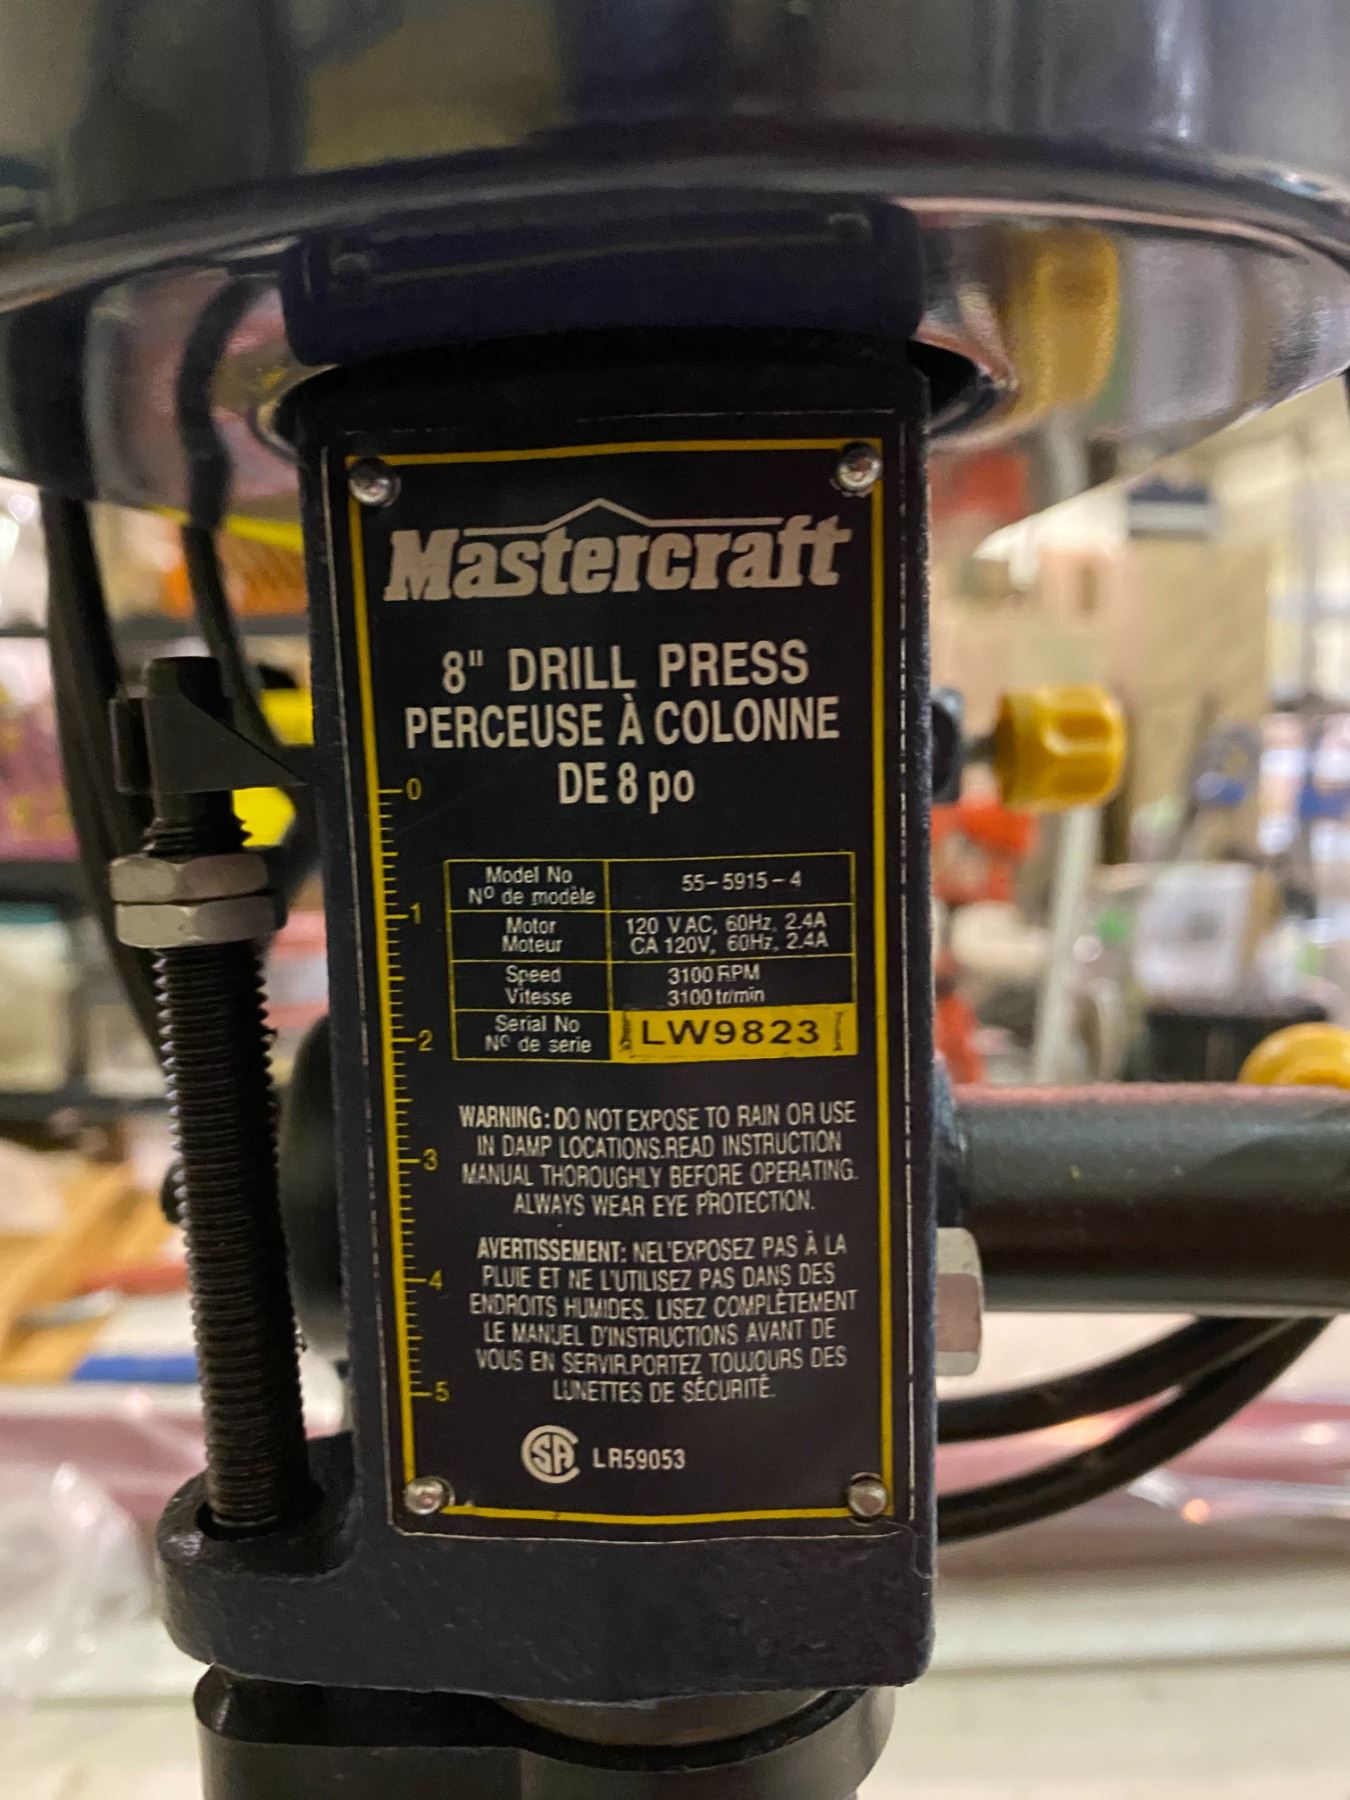 Mastercraft
8" DRILL PRESS
PERCEUSE À COLONNE
DE 8 po
0
1
2
3
4
5
Model No
Nº de modèle
55-5915-4
Motor
Moteur
120 V AC, 60Hz, 2.4A
CA 120V, 60Hz, 2.4A
Speed
Vitesse
3100 RPM
3100 tr/min
Serial No
Nº de serie
LW9823
WARNING: DO NOT EXPOSE TO RAIN OR USE
IN DAMP LOCATIONS.READ INSTRUCTION
MANUAL THOROUGHLY BEFORE OPERATING.
ALWAYS WEAR EYE PROTECTION.
AVERTISSEMENT: NEL'EXPOSEZ PAS À LA
PLUIE ET NE L'UTILISEZ PAS DANS DES
ENDROITS HUMIDES. LISEZ COMPLÈTEMENT
LE MANUEL D'INSTRUCTIONS AVANT DE
VOUS EN SERVIR.PORTEZ TOUJOURS DES
LUNETTES DE SÉCURITÉ.
SA LR59053